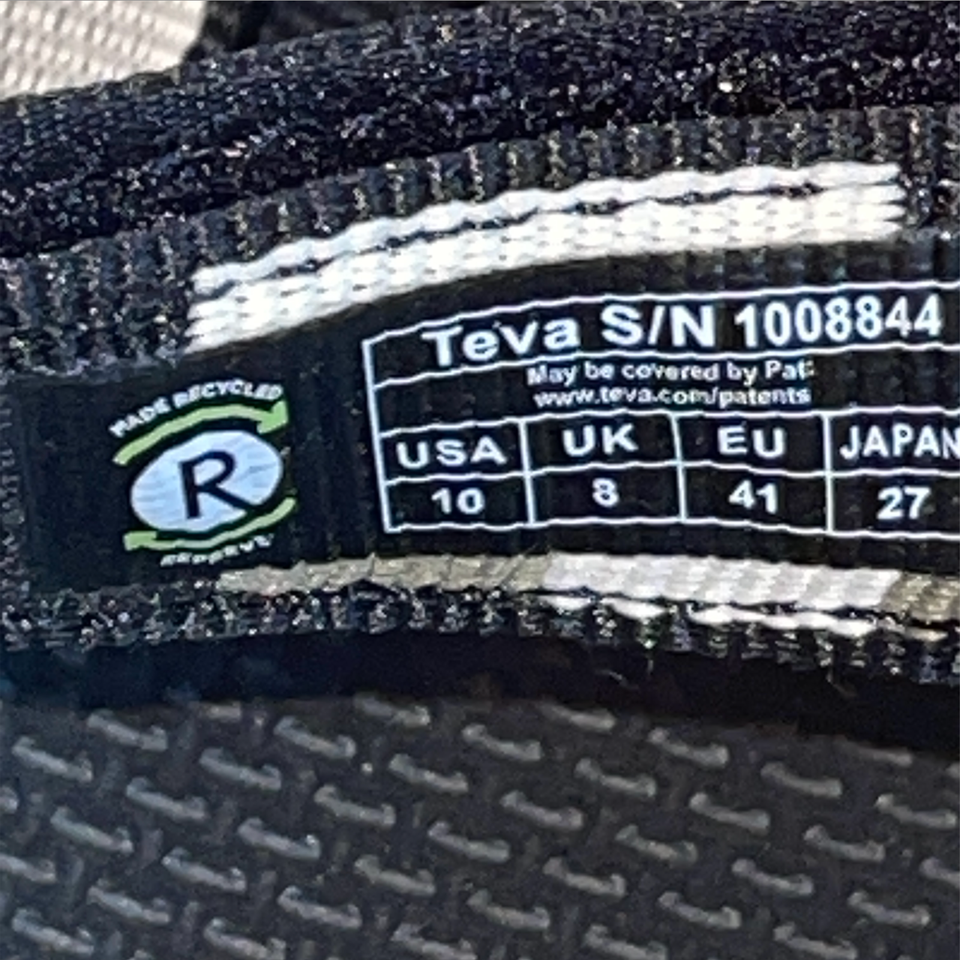 Teva S/N 1008844
May be covered by Pat:
www.teva.com/patents
USA UK EU JAPAN
10 8 41 27
MADE RECYCLED
R